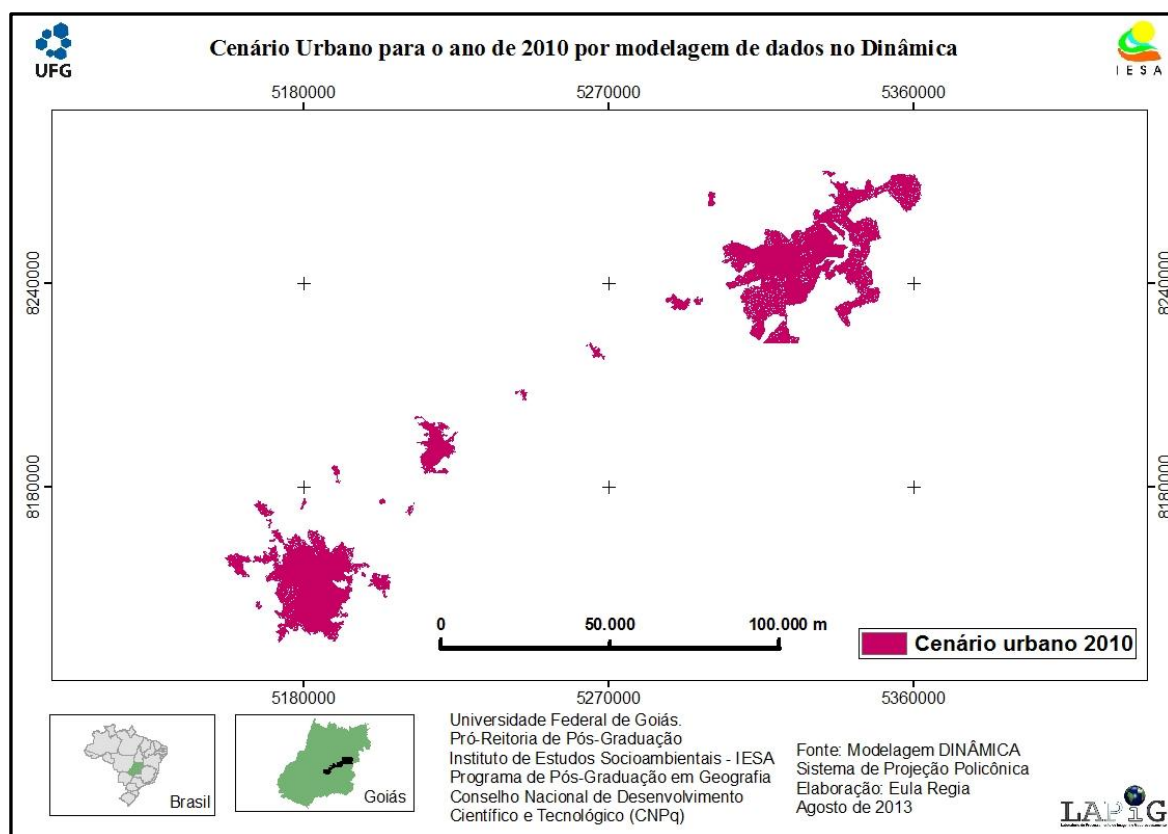 UFG
Cenário Urbano para o ano de 2010 por modelagem de dados no Dinâmica
IESA
5180000 5270000 5360000
8240000 8240000
8180000 8180000
0 50.000 100.000 m
Cenário urbano 2010
5180000 5270000 5360000
Brasil
Goiás
Universidade Federal de Goiás.
Pró-Reitoria de Pós-Graduação
Instituto de Estudos Socioambientais - IESA
Programa de Pós-Graduação em Geografia
Conselho Nacional de Desenvolvimento
Científico e Tecnológico (CNPq)
Fonte: Modelagem DINÂMICA
Sistema de Projeção Policônica
Elaboração: Eula Regia
Agosto de 2013
LAPiG